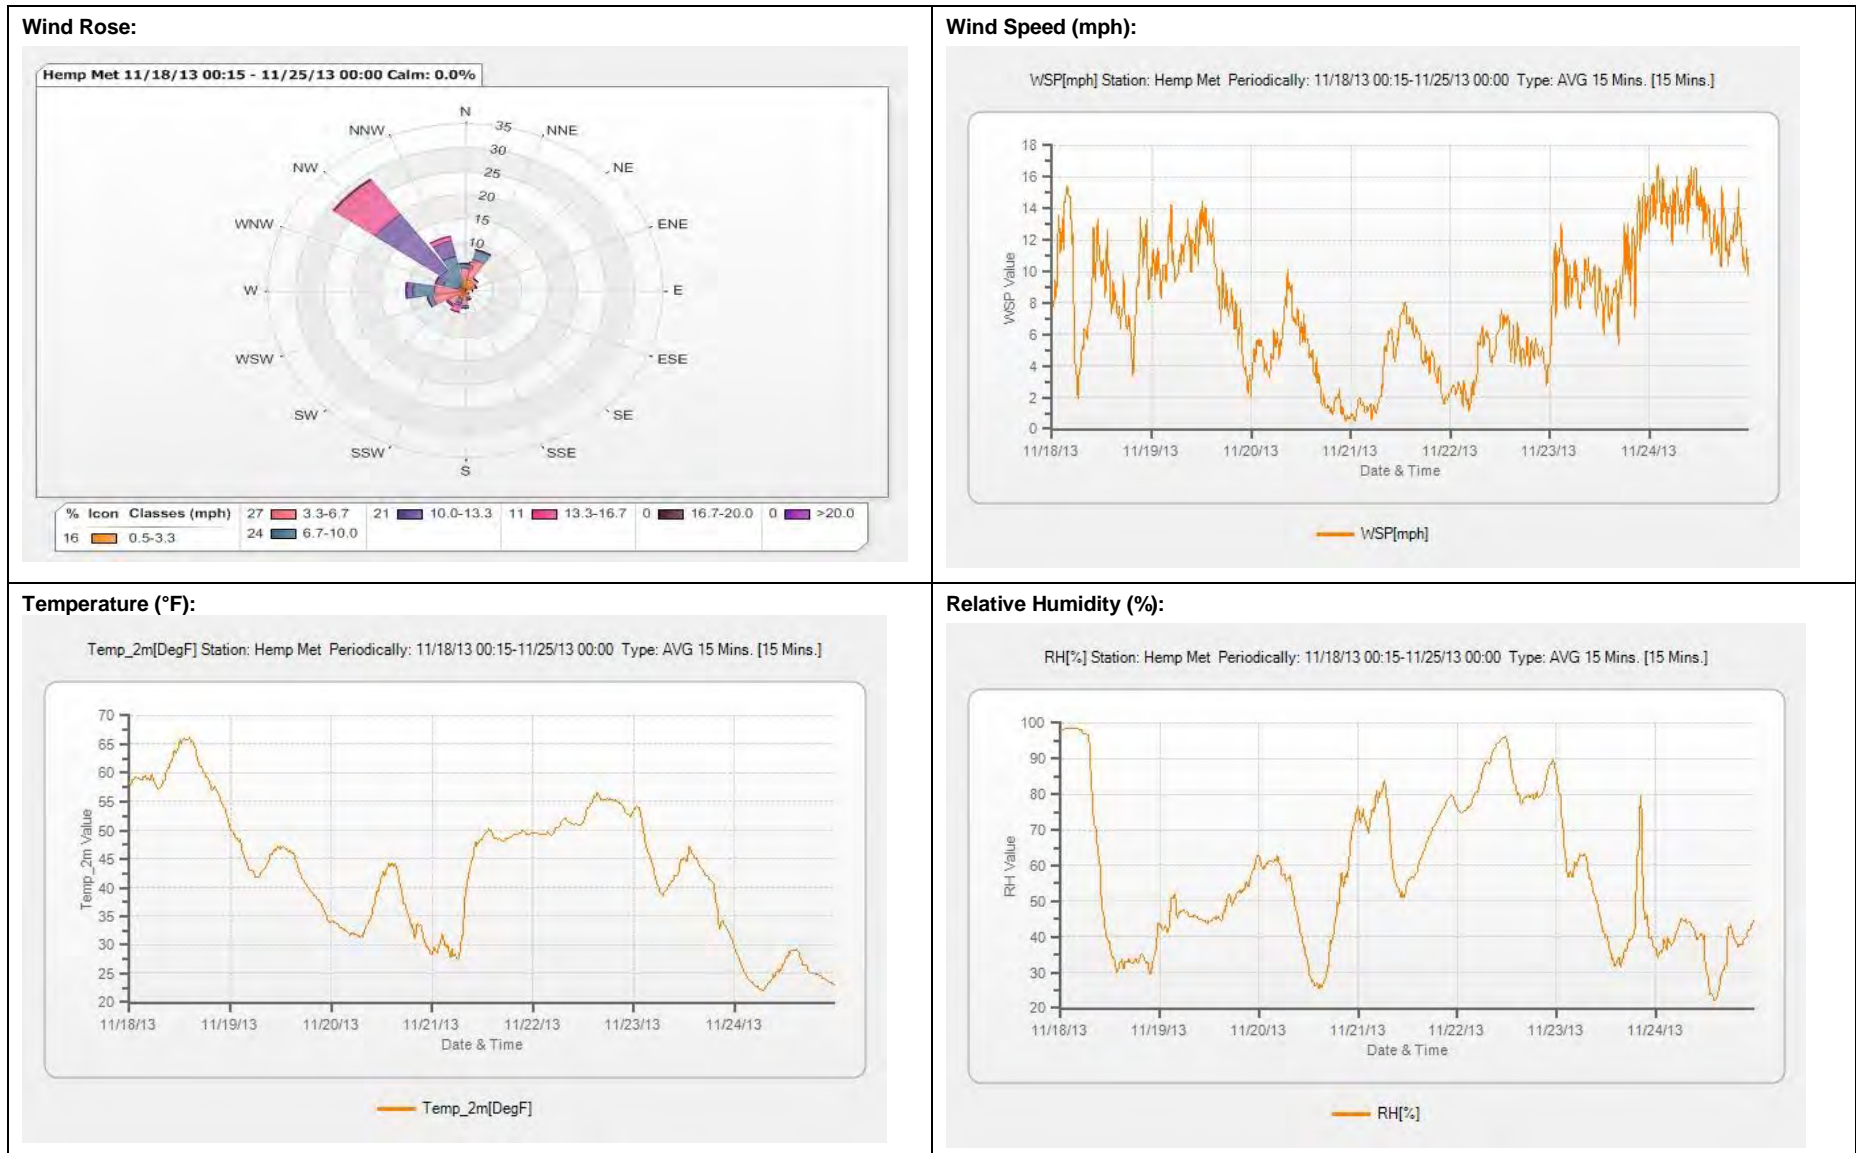 Wind Rose:
Hemp Met 11/18/13 00:15 - 11/25/13 00:00 Calm: 0.0%
N
NNE
NE
ENE
E
ESE
SE
SSE
S
SSW
SW
WSW
W
WNW
NW
NNW
35
30
25
20
15
10
% Icon Classes (mph)
16 0.5-3.3
27 3.3-6.7
24 6.7-10.0
21 10.0-13.3
11 13.3-16.7
0 16.7-20.0
0 >20.0
Wind Speed (mph):
WSP[mph] Station: Hemp Met Periodically: 11/18/13 00:15-11/25/13 00:00 Type: AVG 15 Mins. [15 Mins.]
WSP Value
18
16
14
12
10
8
6
4
2
0
11/18/13 11/19/13 11/20/13 11/21/13 11/22/13 11/23/13 11/24/13
Date & Time
WSP[mph]
Temperature (°F):
Temp_2m[DegF] Station: Hemp Met Periodically: 11/18/13 00:15-11/25/13 00:00 Type: AVG 15 Mins. [15 Mins.]
Temp_2m Value
70
65
60
55
50
45
40
35
30
25
20
11/18/13 11/19/13 11/20/13 11/21/13 11/22/13 11/23/13 11/24/13
Date & Time
Temp_2m[DegF]
Relative Humidity (%):
RH[%] Station: Hemp Met Periodically: 11/18/13 00:15-11/25/13 00:00 Type: AVG 15 Mins. [15 Mins.]
RH Value
100
90
80
70
60
50
40
30
20
11/18/13 11/19/13 11/20/13 11/21/13 11/22/13 11/23/13 11/24/13
Date & Time
RH[%]